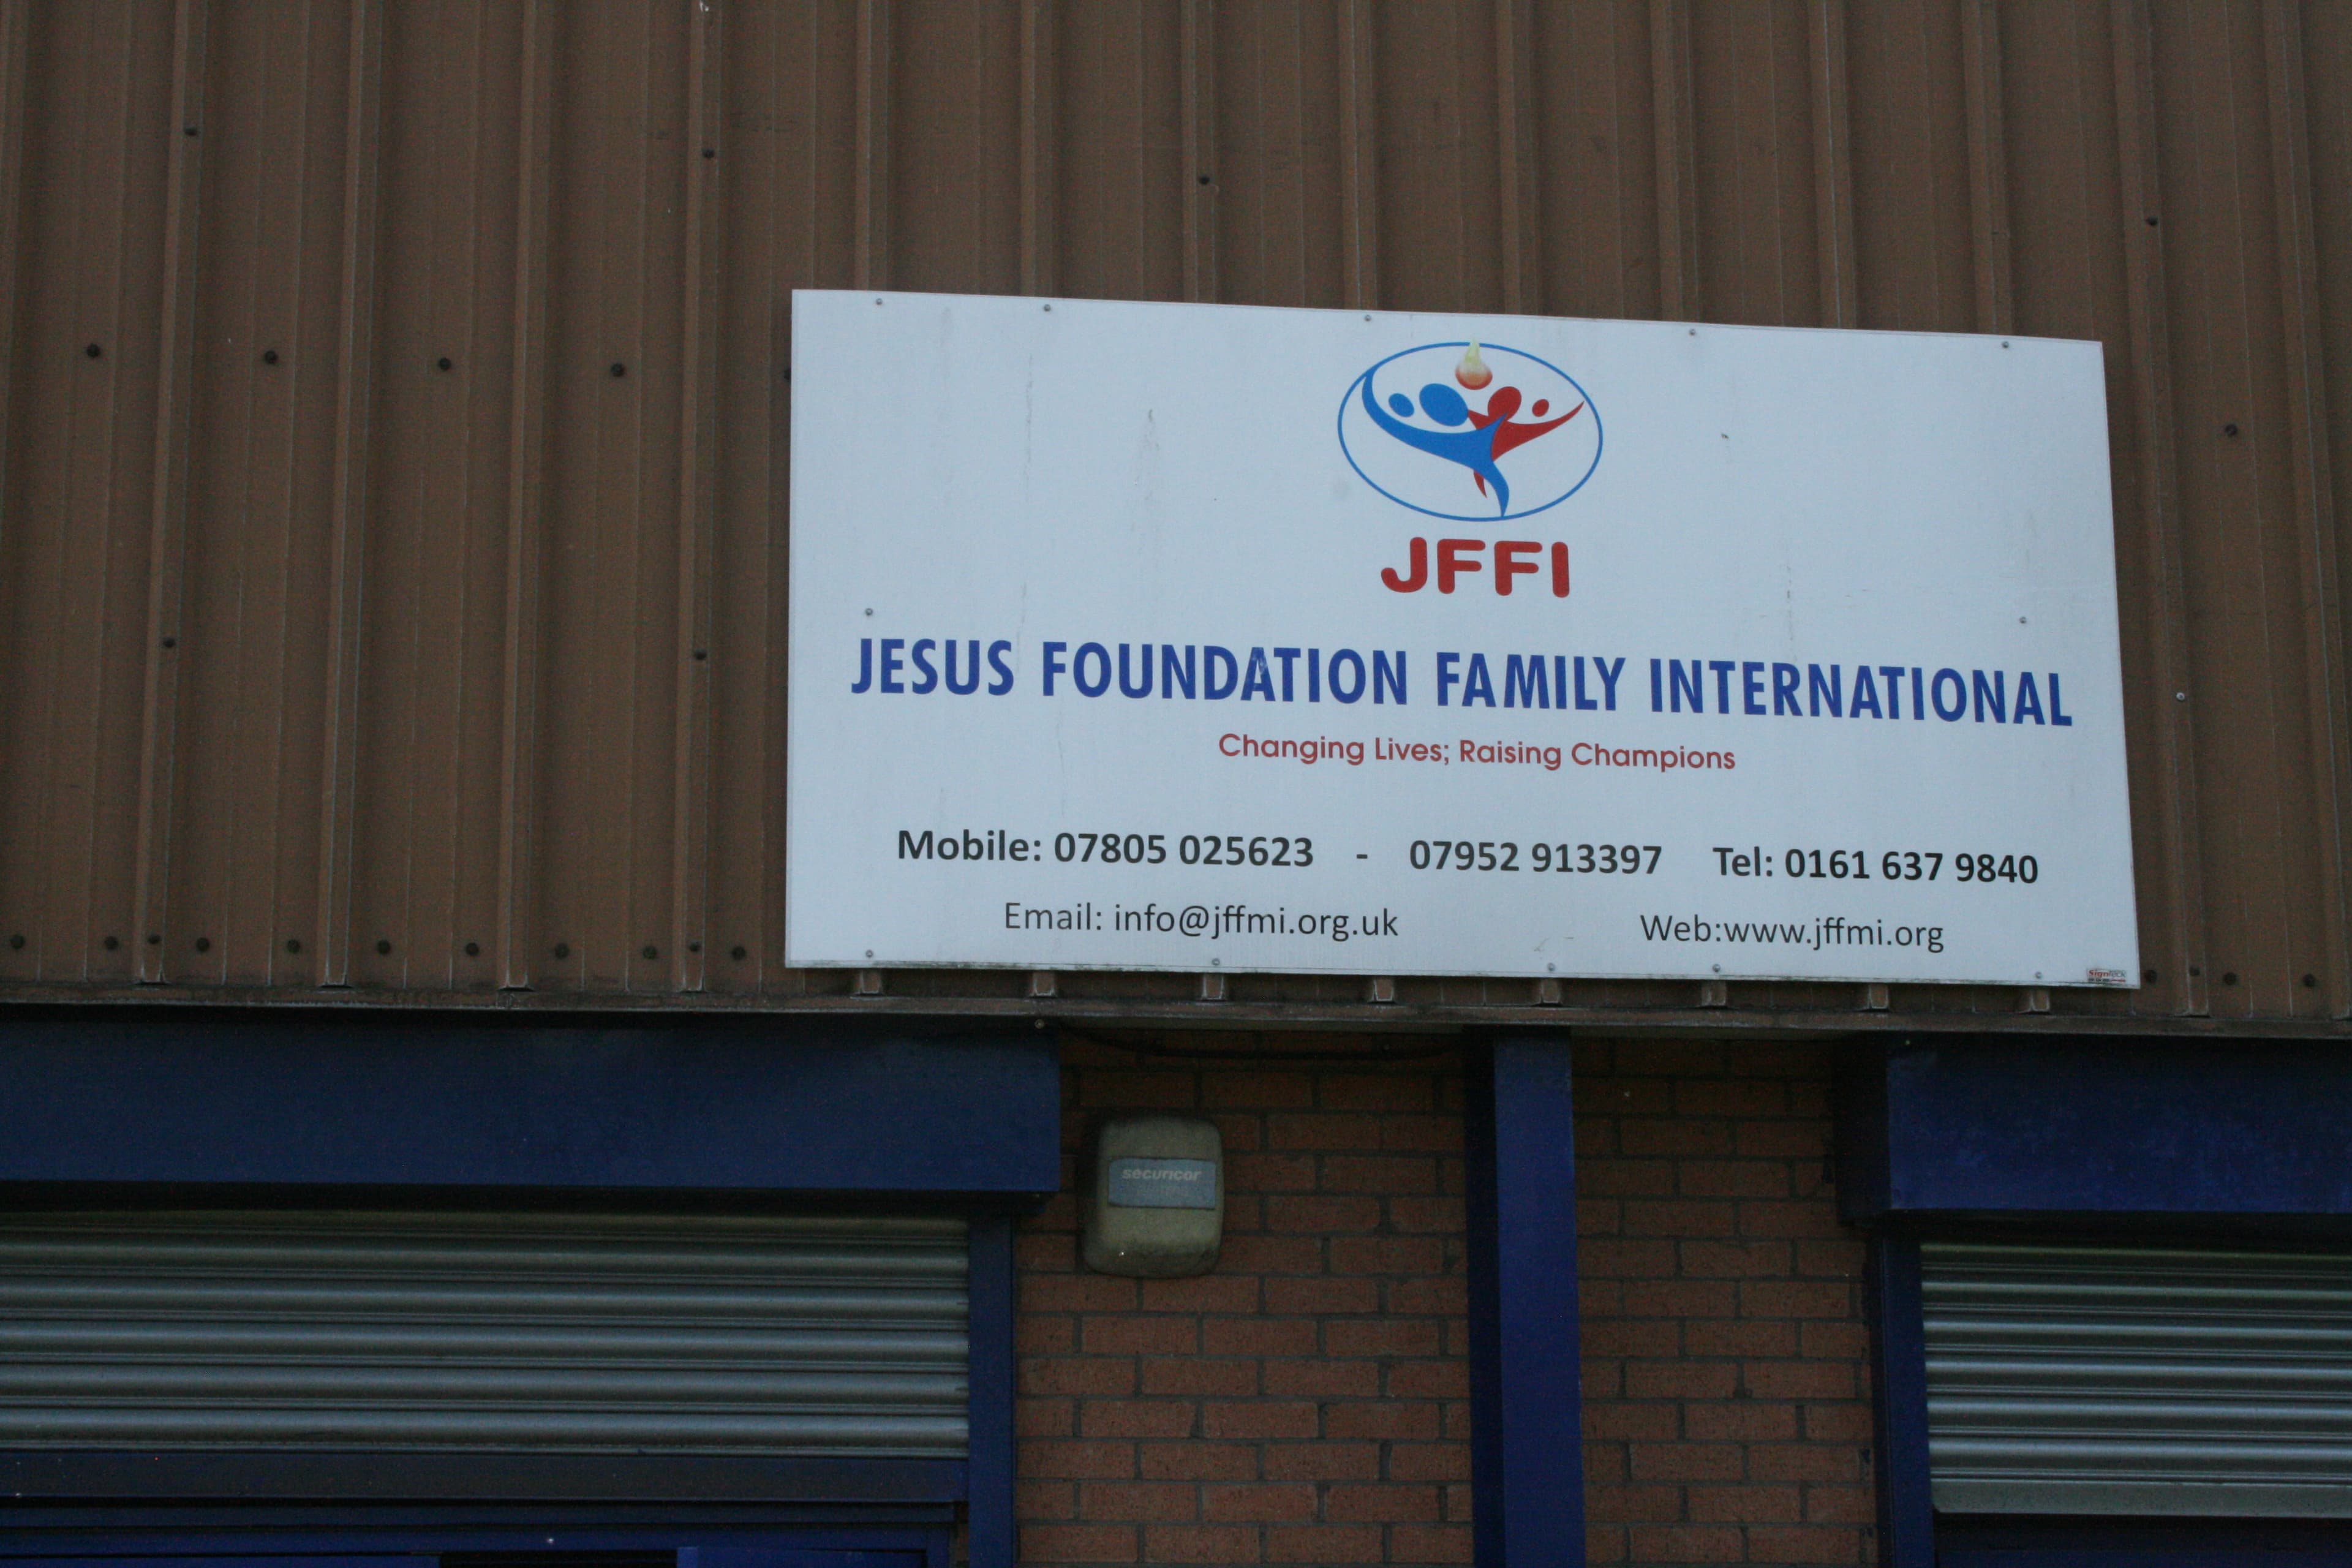 JFFI
JESUS FOUNDATION FAMILY INTERNATIONAL
Changing Lives; Raising Champions
Mobile: 07805 025623 - 07952 913397 Tel: 0161 637 9840
Email: info@jffmi.org.uk Web:www.jffmi.org
securicor